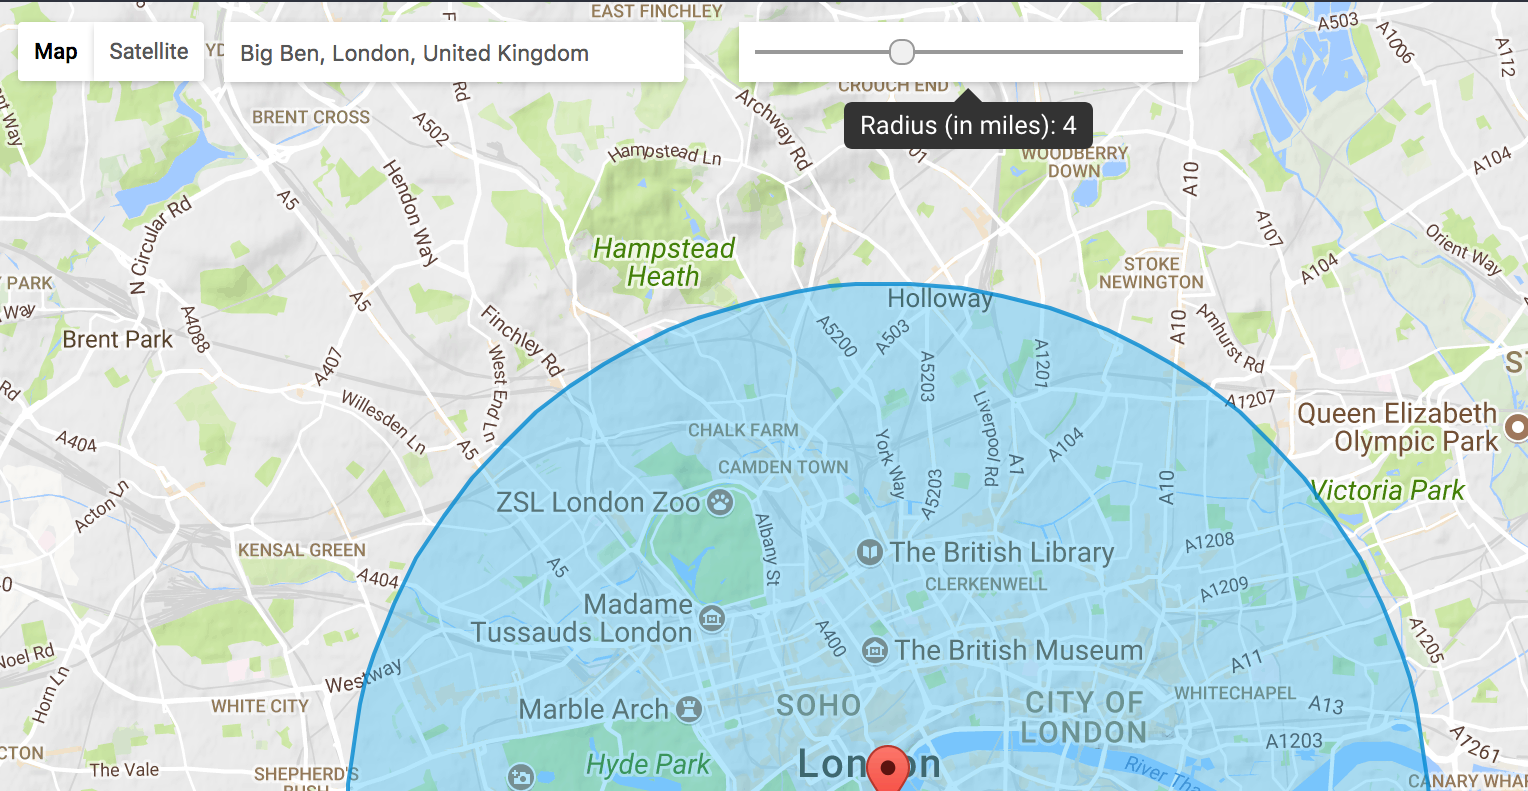 EAST FINCHLEY
A503
A1006
A112
Map
Satellite
Big Ben, London, United Kingdom
CROUCH END
Radius (in miles): 4
BRENT CROSS
A502
Archway Rd
Hampstead Ln
WOODBERRY
DOWN
A104
A10
Hendon Way
A5
N Circular Rd
A107
Orient Way
Hampstead
Heath
STOKE
NEWINGTON
A104
PARK
Way
A5
A4088
Brent Park
Holloway
Finchley Rd
A5200
A503
A10
Amhurst Rd
A407
West End Ln
A5203
A1201
Rd
Willesden Ln
Liverpool Rd
A1207
Queen Elizabeth
Olympic Park
A404
A5
CHALK FARM
York Way
A104
CAMDEN TOWN
A1
A5203
A10
Acton Ln
ZSL London Zoo
Victoria Park
Albany St
KENSAL GREEN
A404
A5
The British Library
A1208
CLERKENWELL
A1209
Madame
Tussauds London
A400
The British Museum
A1205
Noel Rd
Horn Ln
Westway
A11
WHITECHAPEL
WHITE CITY
Marble Arch
SOHO
CITY OF
LONDON
A13
A1203
A1261
The Vale
SHEPHERD'S
BUSH
Hyde Park
London
River Tha
CANARY WHAR